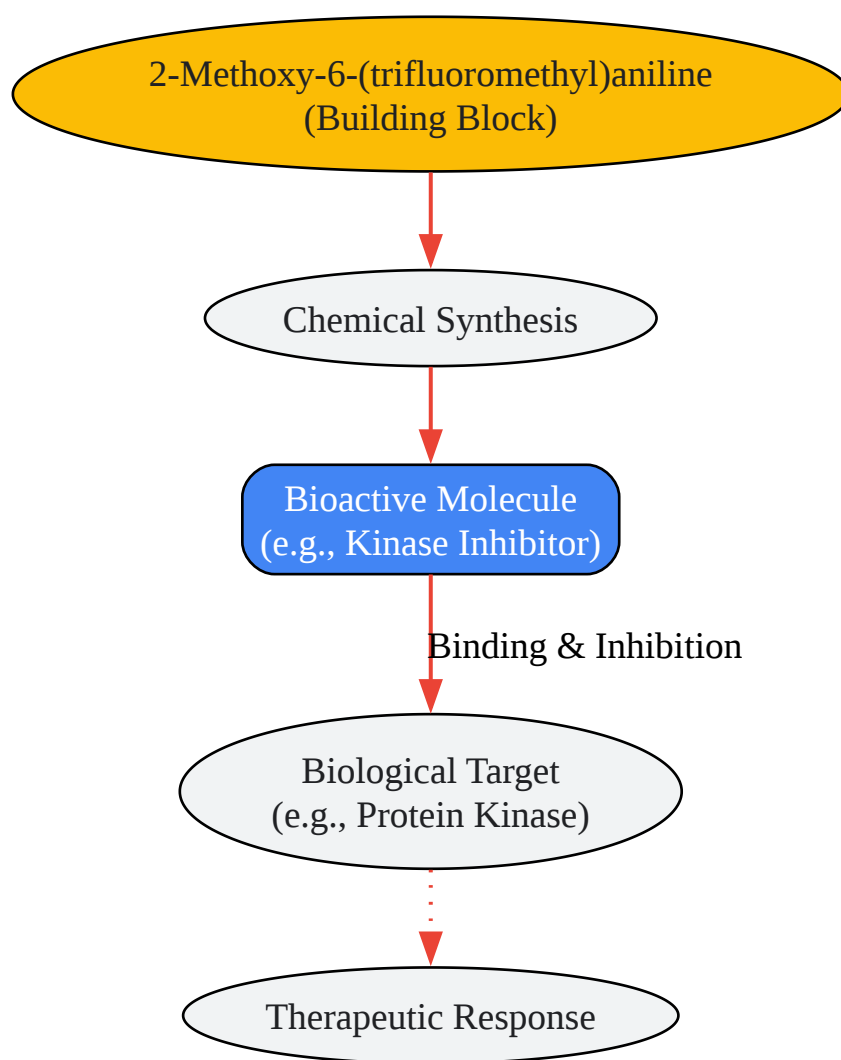 2-Methoxy-6-(trifluoromethyl)aniline
(Building Block)
Chemical Synthesis
Bioactive Molecule
(e.g., Kinase Inhibitor)
Binding & Inhibition
Biological Target
(e.g., Protein Kinase)
Therapeutic Response